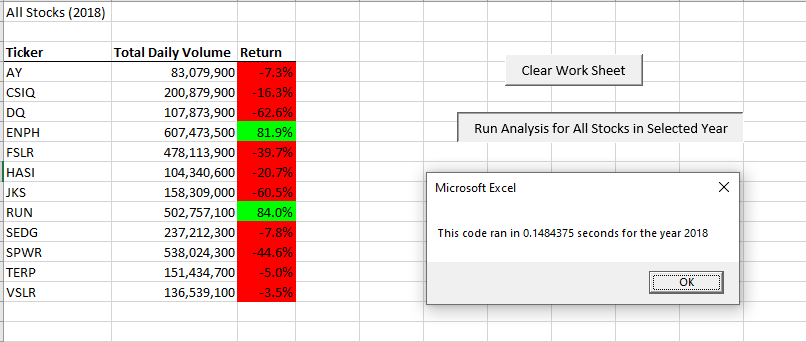 All Stocks (2018)
Ticker Total Daily Volume Return
AY 83,079,900 -7.3%
CSIQ 200,879,900 -16.3%
DQ 107,873,900 -62.6%
ENPH 607,473,500 81.9%
FSLR 478,113,900 -39.7%
HASI 104,340,600 -20.7%
JKS 158,309,000 -60.5%
RUN 502,757,100 84.0%
SEDG 237,212,300 -7.8%
SPWR 538,024,300 -44.6%
TERP 151,434,700 -5.0%
VSLR 136,539,100 -3.5%
Clear Work Sheet
Run Analysis for All Stocks in Selected Year
Microsoft Excel
This code ran in 0.1484375 seconds for the year 2018
OK